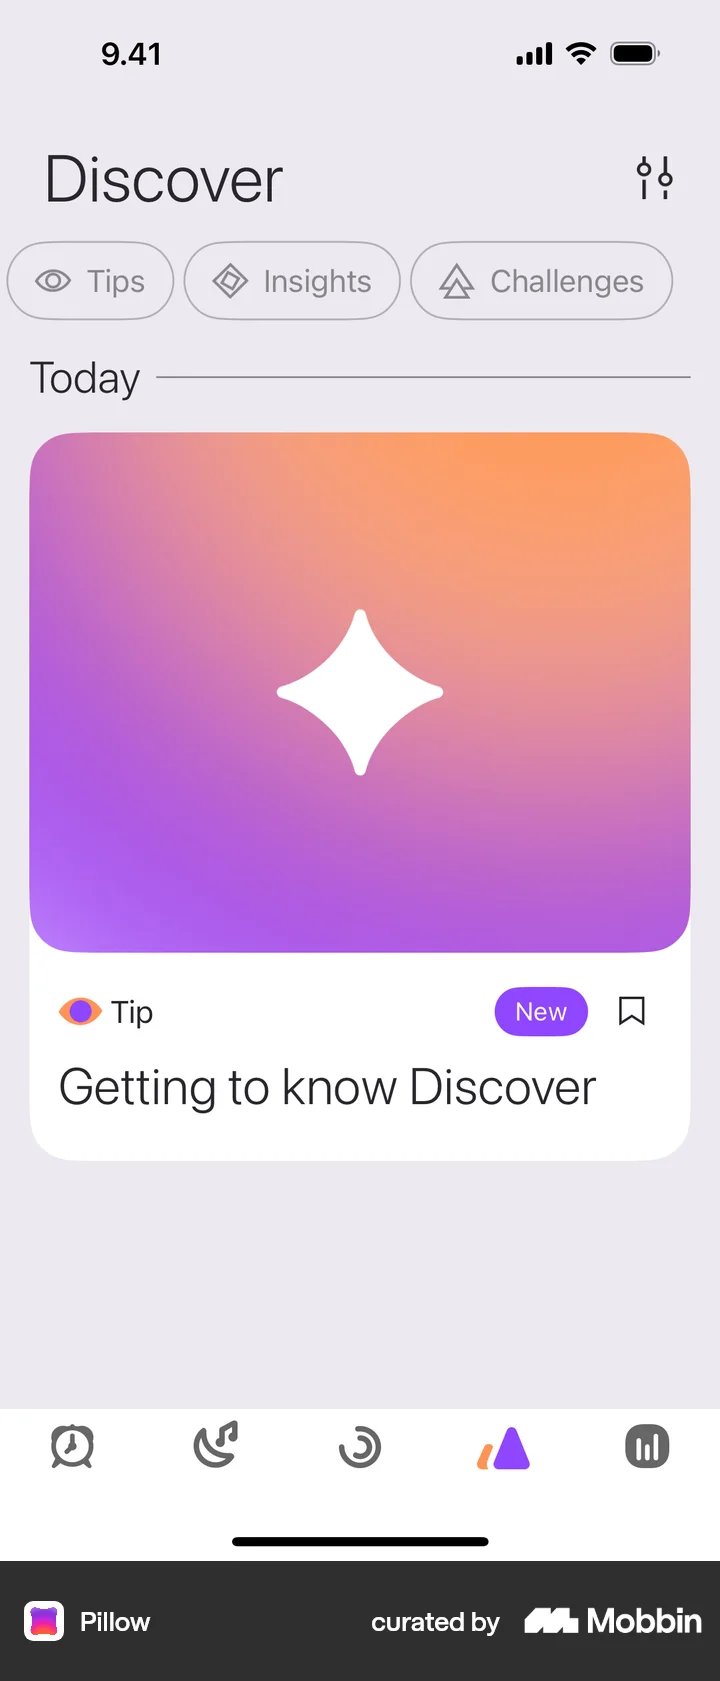 9.41
Discover
Tips
Insights
Challenges
Today
Tip
New
Getting to know Discover
Pillow
curated by
Mobbin